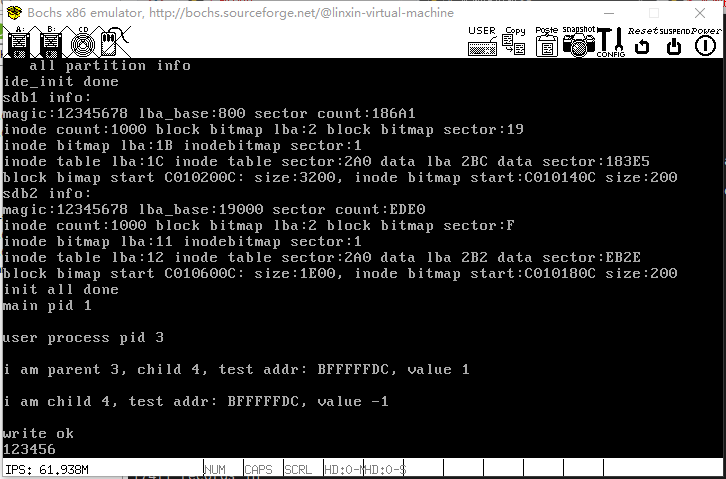 Bochs x86 emulator, http://bochs.sourceforge.net/@linxin-virtual-machine
A: B: CD USER Copy Paste Snapshot CONFIG Reset SUSPEND Power
all partition info
ide_init done
sdb1 info:
magic:12345678 lba_base:800 sector count:186A1
inode count:1000 block bitmap lba:2 block bitmap sector:19
inode bitmap lba:1B inodebitmap sector:1
inode table lba:1C inode table sector:2A0 data lba 2BC data sector:183E5
block bimap start C010200C: size:3200, inode bitmap start:C010140C size:200
sdb2 info:
magic:12345678 lba_base:19000 sector count:EDE0
inode count:1000 block bitmap lba:2 block bitmap sector:F
inode bitmap lba:11 inodebitmap sector:1
inode table lba:12 inode table sector:2A0 data lba 2B2 data sector:EB2E
block bimap start C010600C: size:1E00, inode bitmap start:C010180C size:200
init all done
main pid 1
user process pid 3
i am parent 3, child 4, test addr: BFFFFFDC, value 1
i am child 4, test addr: BFFFFFDC, value -1
write ok
123456
IPS: 61.938M NUM CAPS SCRL HD:0-M HD:0-S